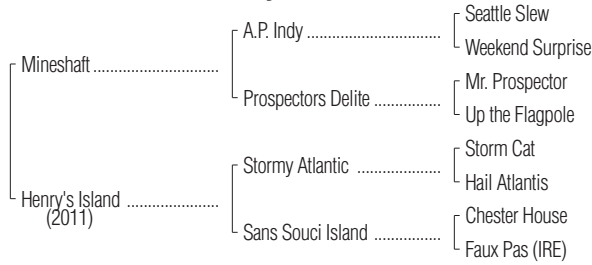 Seattle Slew
A.P. Indy ........................
Weekend Surprise
Mineshaft ............................
Mr. Prospector
Prospectors Delite ................
Up the Flagpole
Storm Cat
Stormy Atlantic ....................
Hail Atlantis
Henry's Island ......................
(2011)
Chester House
Sans Souci Island ................
Faux Pas (IRE)